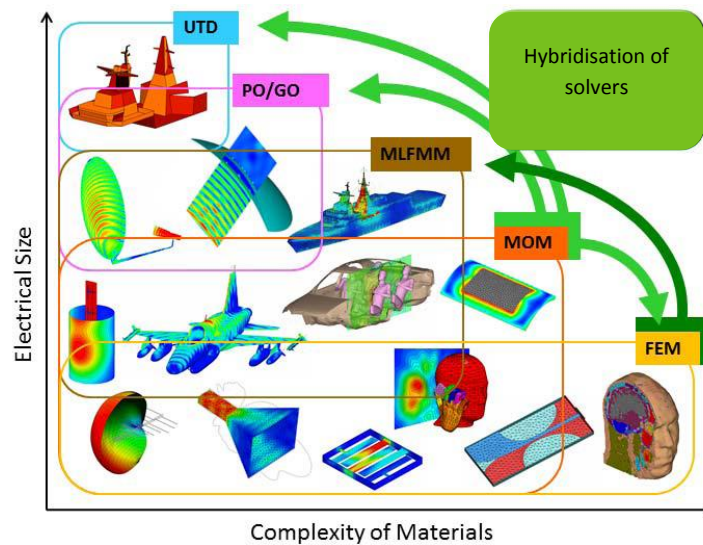 UTD
Hybridisation of
solvers
PO/GO
MLFMM
MOM
FEM
Electrical Size
Complexity of Materials